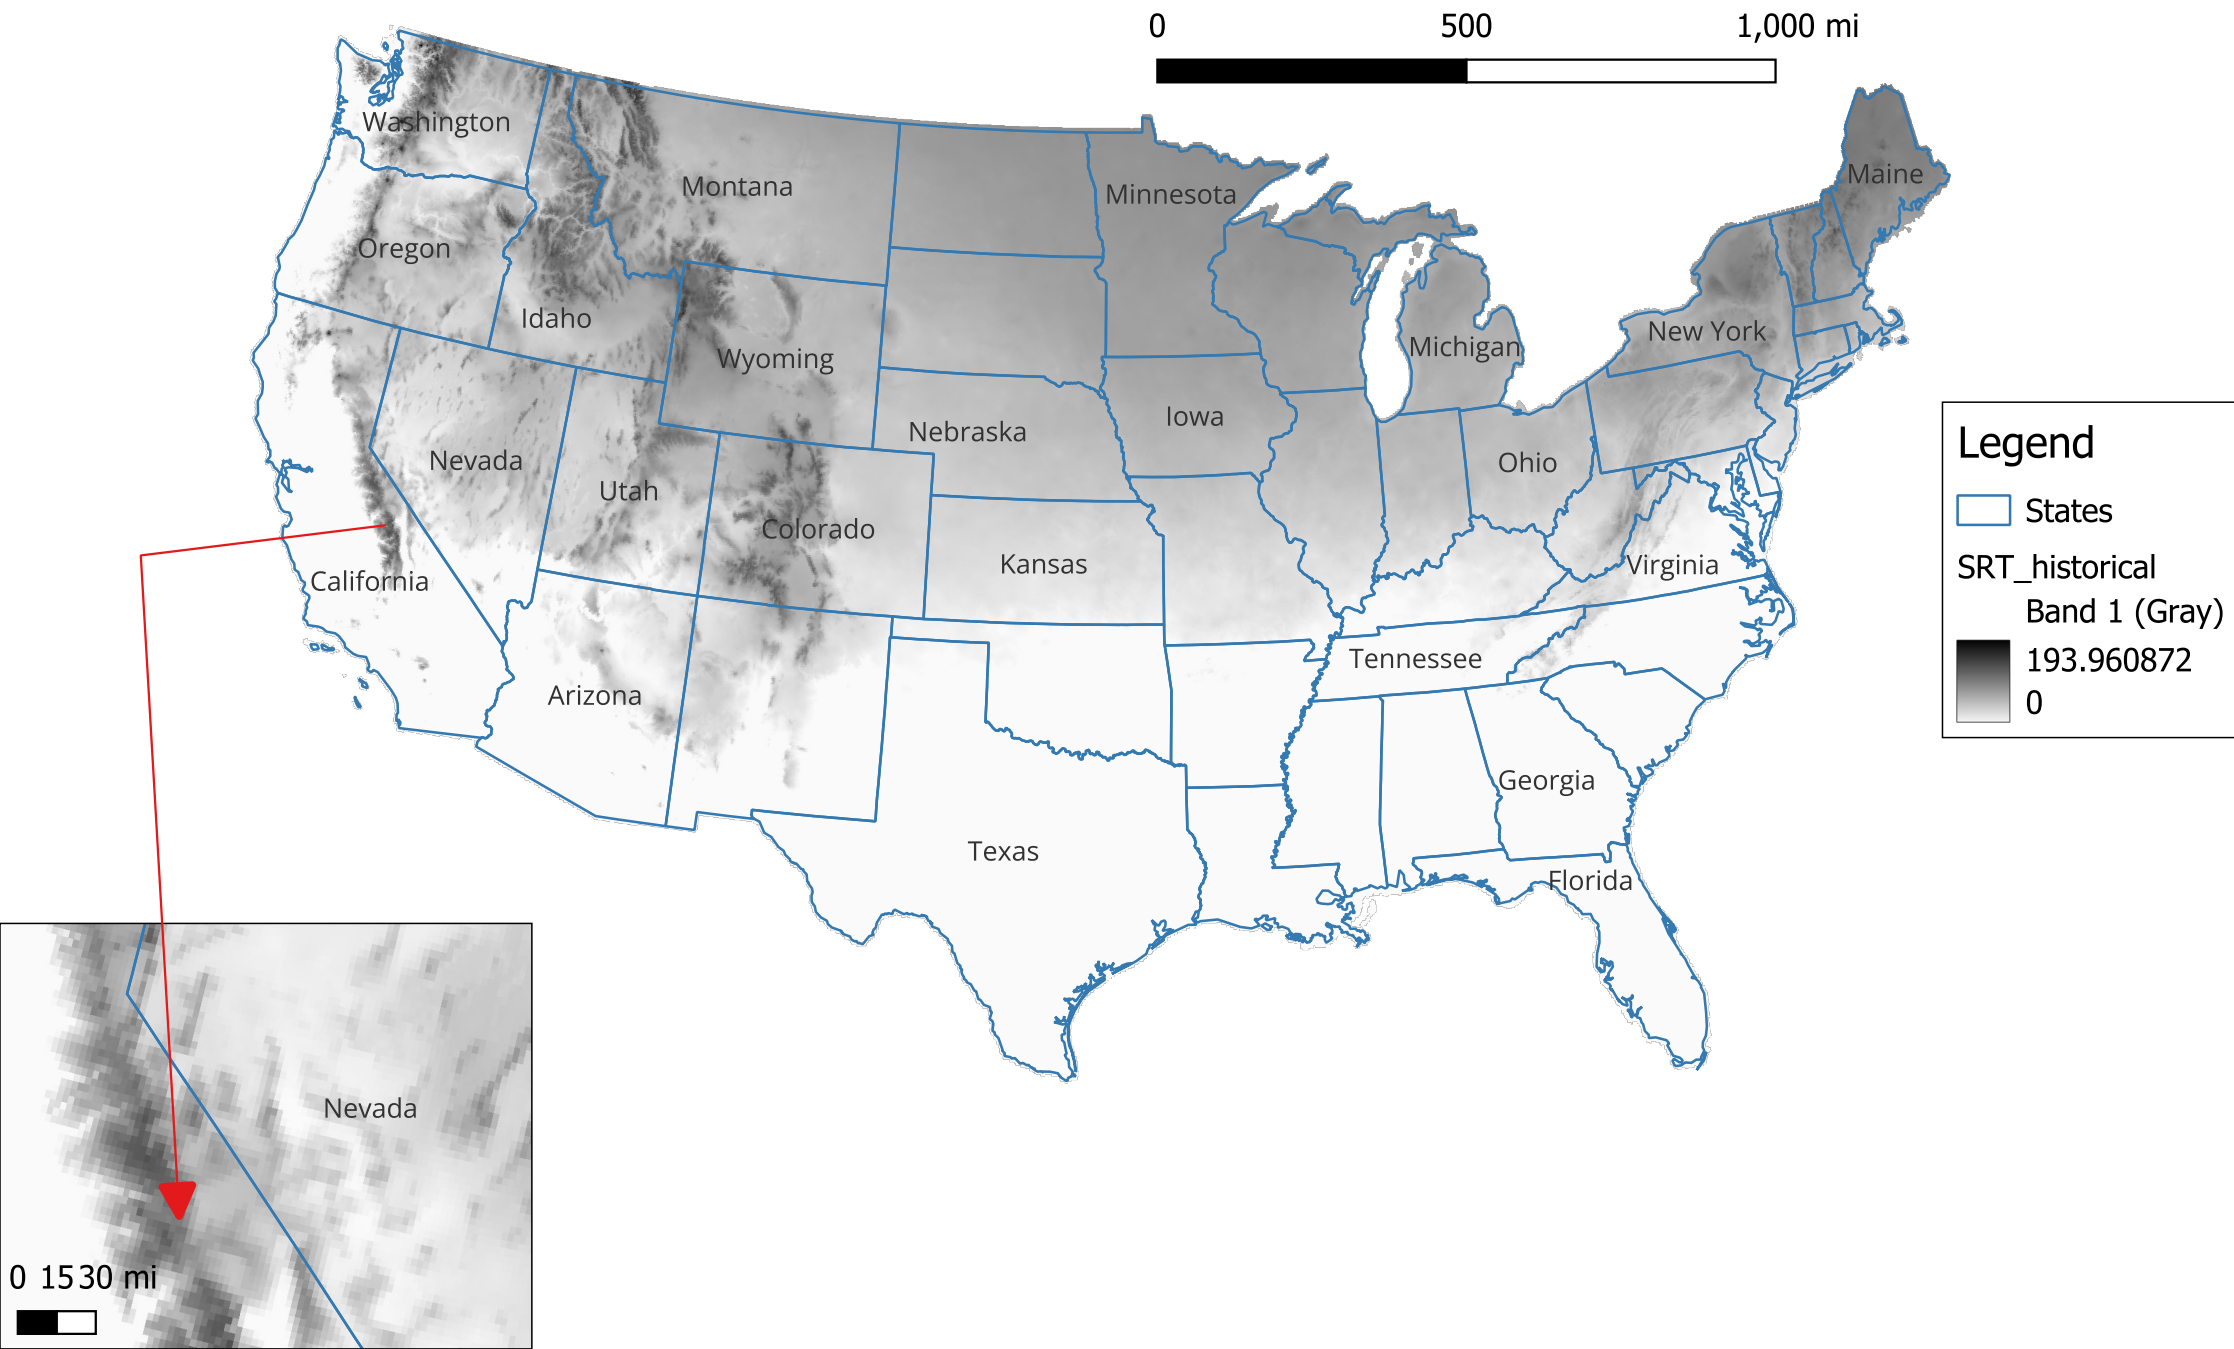 0 500 1,000 mi
Washington
Montana
Minnesota
Maine
Oregon
Idaho
Wyoming
Michigan
New York
Nebraska
Iowa
Nevada
Utah
Colorado
Ohio
Kansas
Virginia
California
Arizona
Tennessee
Georgia
Texas
Florida
Legend
States
SRT_historical
Band 1 (Gray)
193.960872
0
Nevada
0 15 30 mi